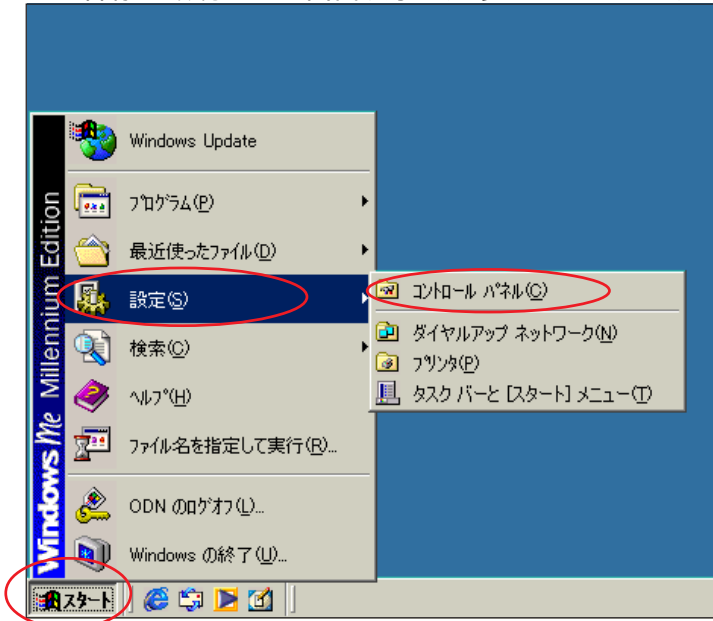 Windows Update
ﾌﾟﾛｸﾞﾗﾑ(P)
最近使ったﾌｧｲﾙ(D)
設定(S)
検索(C)
ﾍﾙﾌﾟ(H)
ﾌｧｲﾙ名を指定して実行(R)...
ODN のﾛｸﾞｵﾌ(L)...
Windows の終了(U)...
Windows Me Millennium Edition
ｺﾝﾄﾛｰﾙ ﾊﾟﾈﾙ(C)
ダイヤルアップ ネットワーク(N)
ﾌﾟﾘﾝﾀ(P)
タスク バーと [スタート] メニュー(T)
スタート